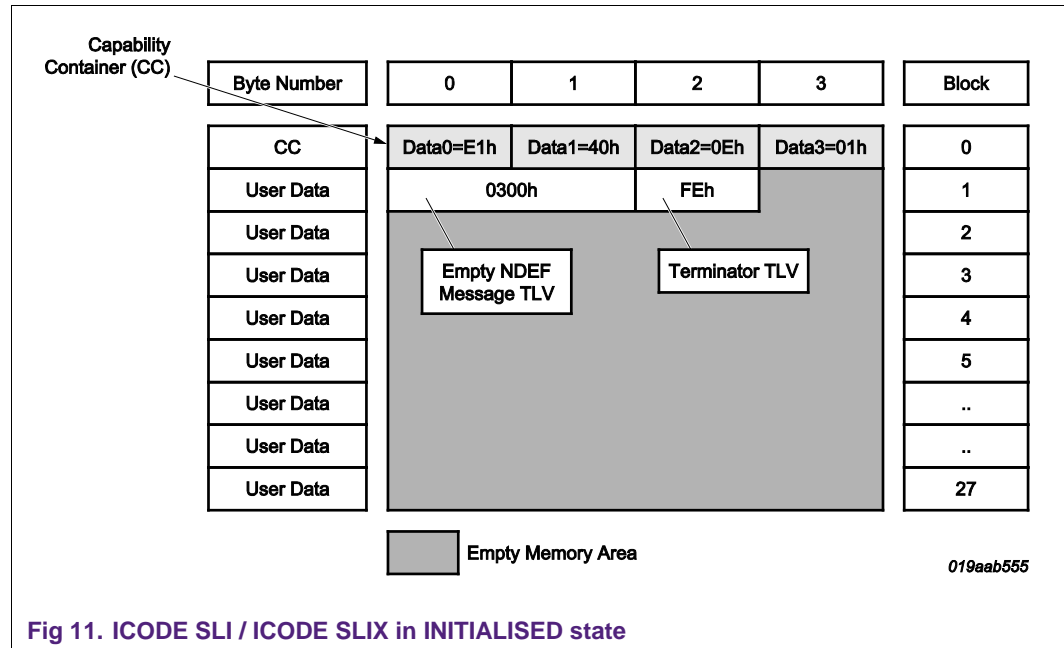 Capability
Container (CC)
Byte Number 0 1 2 3 Block
CC Data0=E1h Data1=40h Data2=0Eh Data3=01h 0
User Data 0300h FEh 1
User Data 2
Empty NDEF
Message TLV
Terminator TLV
User Data 3
User Data 4
User Data 5
User Data ..
User Data ..
User Data 27
Empty Memory Area
019aab555
Fig 11. ICODE SLI / ICODE SLIX in INITIALISED state